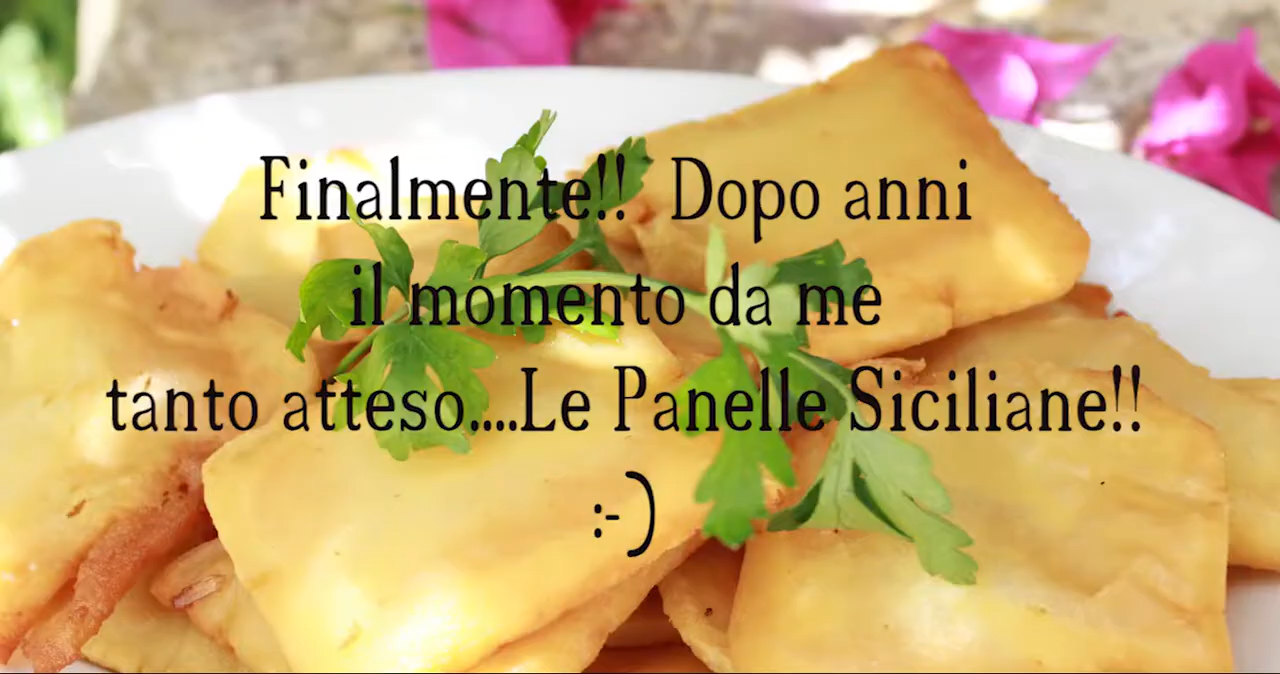 Finalmente!! Dopo anni
il momento da me
tanto atteso....Le Panelle Siciliane!!
:-)